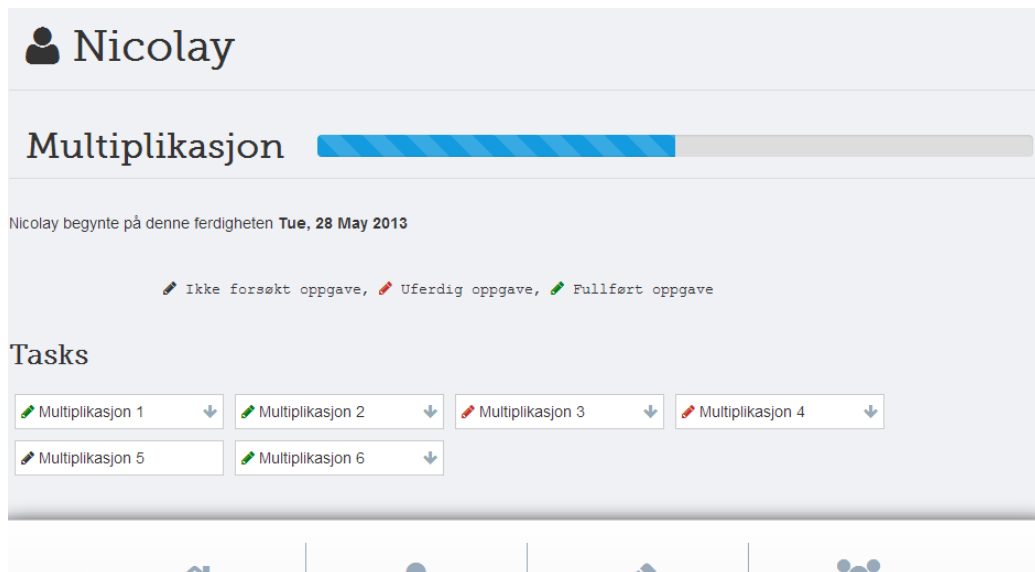 Nicolay
Multiplikasjon
Nicolay begynte på denne ferdigheten Tue, 28 May 2013
Ikke forsøkt oppgave, Uferdig oppgave, Fullført oppgave
Tasks
Multiplikasjon 1 Multiplikasjon 2 Multiplikasjon 3 Multiplikasjon 4
Multiplikasjon 5 Multiplikasjon 6